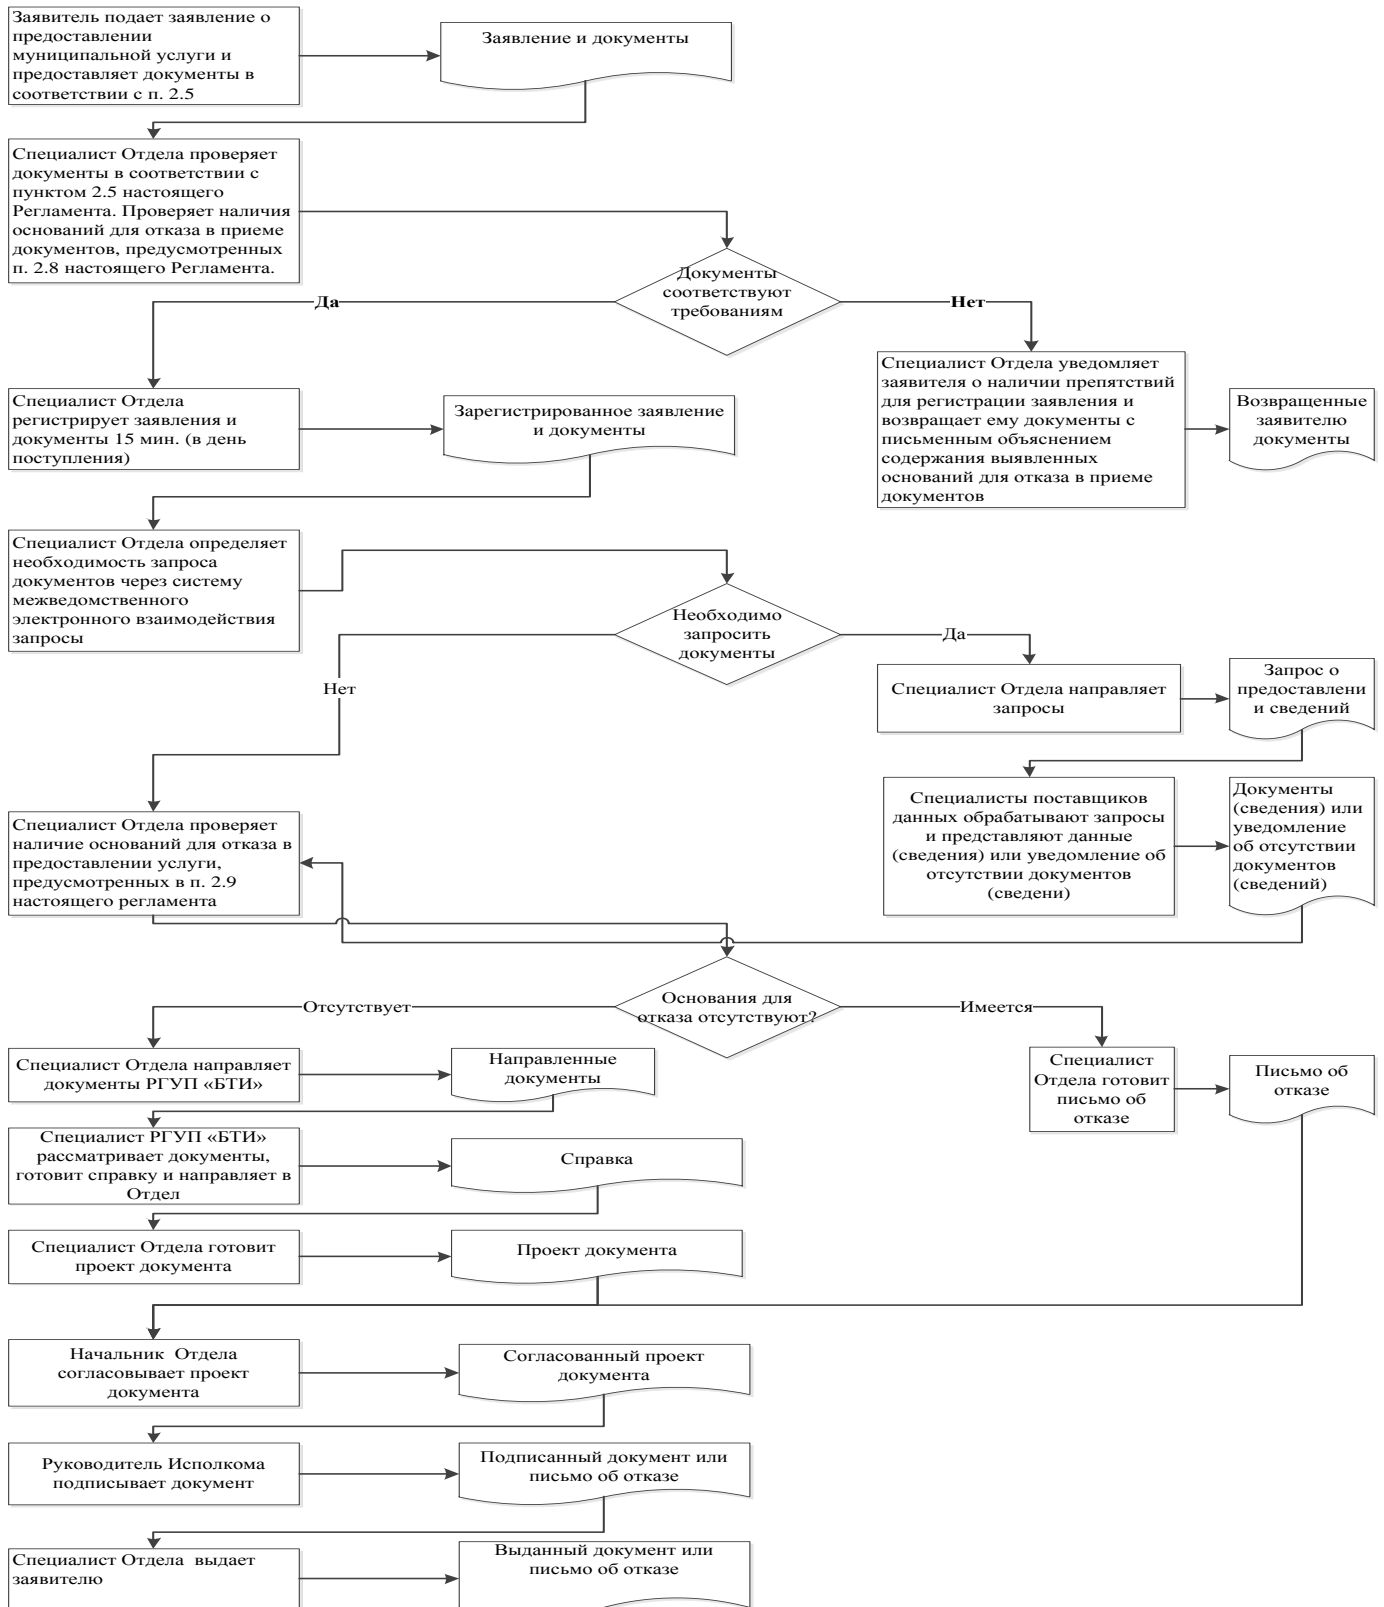 Заявитель подает заявление о
предоставлении
муниципальной услуги и
предоставляет документы в
соответствии с п. 2.5
Заявление и документы
Специалист Отдела проверяет
документы в соответствии с
пунктом 2.5 настоящего
Регламента. Проверяет наличия
оснований для отказа в приеме
документов, предусмотренных
п. 2.8 настоящего Регламента.
Документы
соответствуют
требованиям
Да
Нет
Специалист Отдела
регистрирует заявления и
документы 15 мин. (в день
поступления)
Зарегистрированное заявление
и документы
Специалист Отдела уведомляет
заявителя о наличии препятствий
для регистрации заявления и
возвращает ему документы с
письменным объяснением
содержания выявленных
оснований для отказа в приеме
документов
Возвращенные
заявителю
документы
Специалист Отдела определяет
необходимость запроса
документов через систему
межведомственного
электронного взаимодействия
запросы
Необходимо
запросить
документы
Да
Нет
Специалист Отдела направляет
запросы
Запрос о
предоставлени
и сведений
Специалисты поставщиков
данных обрабатывают запросы
и представляют данные
(сведения) или уведомление об
отсутствии документов
(сведени)
Документы
(сведения) или
уведомление
об отсутствии
документов
(сведений)
Специалист Отдела проверяет
наличие оснований для отказа в
предоставлении услуги,
предусмотренных в п. 2.9
настоящего регламента
Основания для
отказа отсутствуют?
Отсутствует
Имеется
Специалист Отдела направляет
документы РГУП «БТИ»
Направленные
документы
Специалист
Отдела готовит
письмо об
отказе
Письмо об
отказе
Специалист РГУП «БТИ»
рассматривает документы,
готовит справку и направляет в
Отдел
Справка
Специалист Отдела готовит
проект документа
Проект документа
Начальник  Отдела
согласовывает проект
документа
Согласованный проект
документа
Руководитель Исполкома
подписывает документ
Подписанный документ или
письмо об отказе
Специалист Отдела  выдает
заявителю
Выданный документ или
письмо об отказе